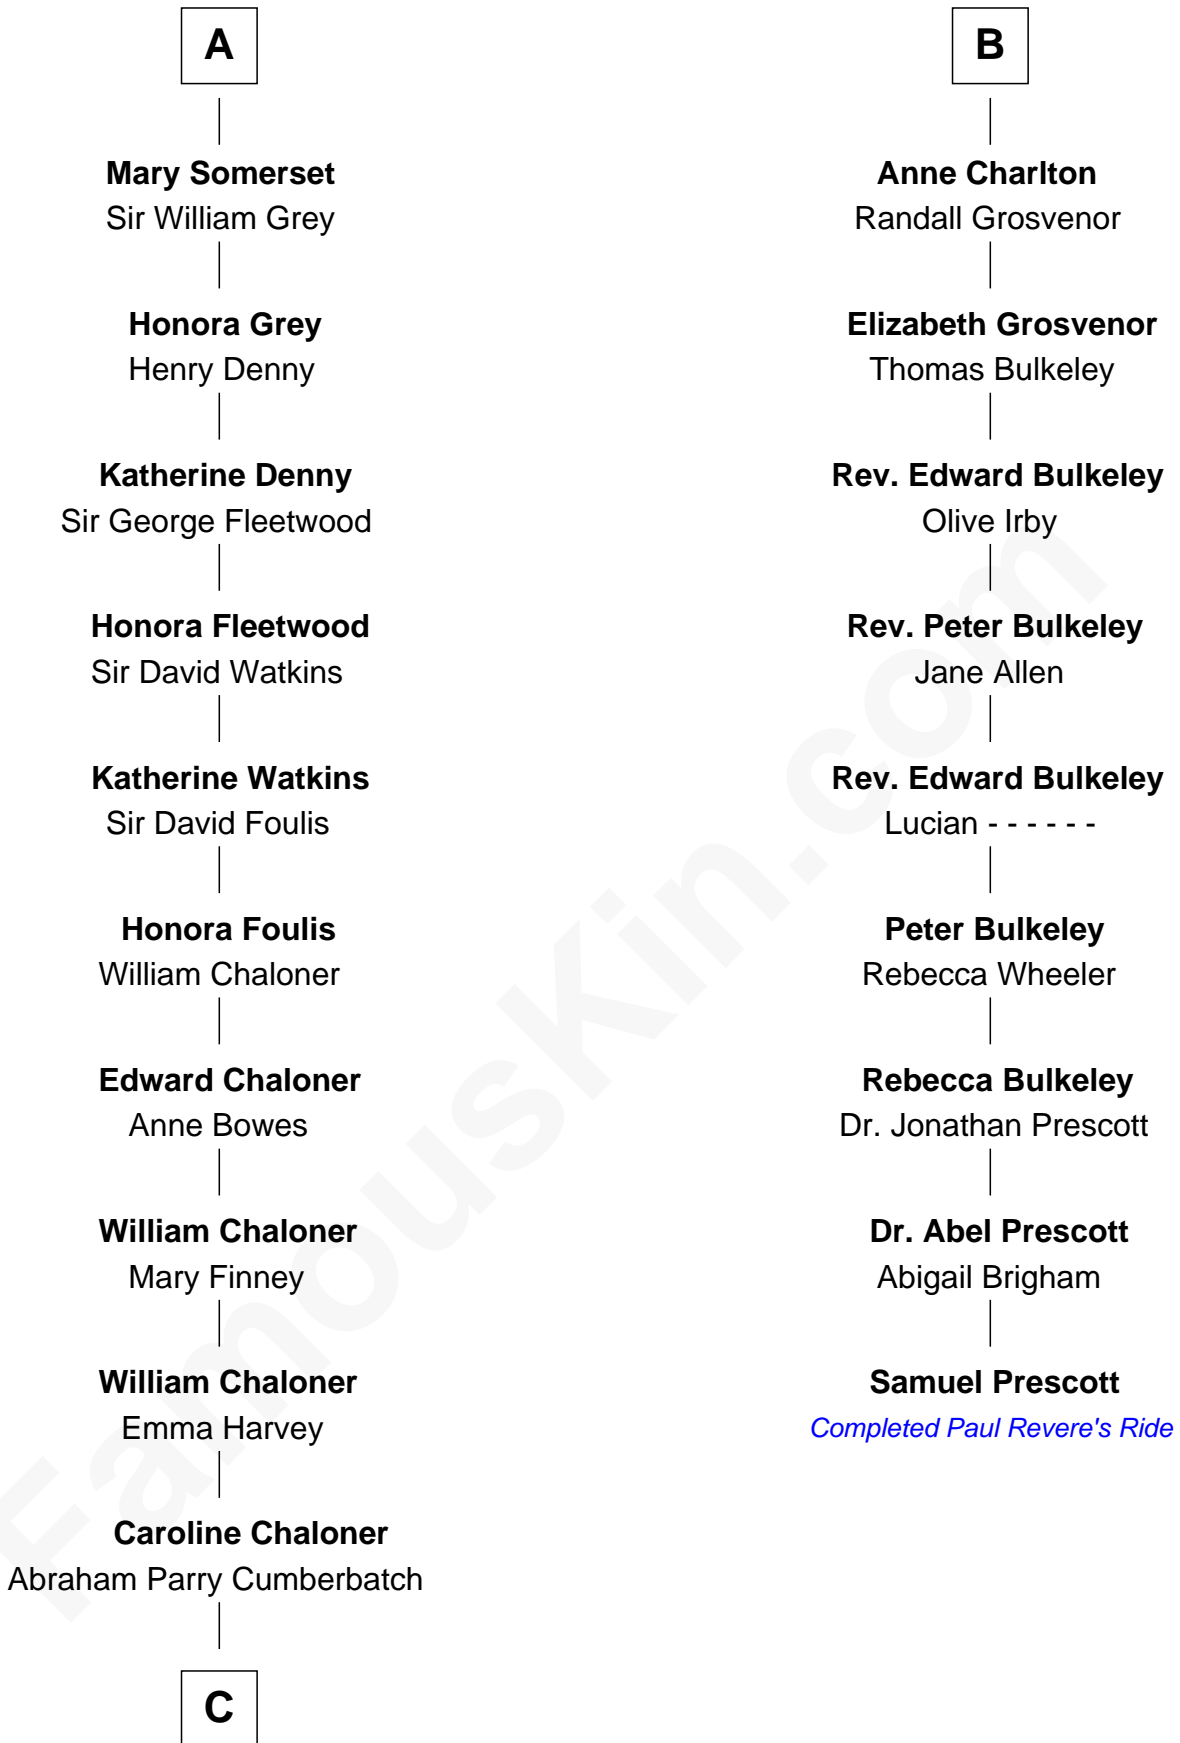 A
Mary Somerset
Sir William Grey
Honora Grey
Henry Denny
Katherine Denny
Sir George Fleetwood
Honora Fleetwood
Sir David Watkins
Katherine Watkins
Sir David Foulis
Honora Foulis
William Chaloner
Edward Chaloner
Anne Bowes
William Chaloner
Mary Finney
William Chaloner
Emma Harvey
Caroline Chaloner
Abraham Parry Cumberbatch
C
B
Anne Charlton
Randall Grosvenor
Elizabeth Grosvenor
Thomas Bulkeley
Rev. Edward Bulkeley
Olive Irby
Rev. Peter Bulkeley
Jane Allen
Rev. Edward Bulkeley
Lucian - - - - - -
Peter Bulkeley
Rebecca Wheeler
Rebecca Bulkeley
Dr. Jonathan Prescott
Dr. Abel Prescott
Abigail Brigham
Samuel Prescott
Completed Paul Revere's Ride
FamousKin.com